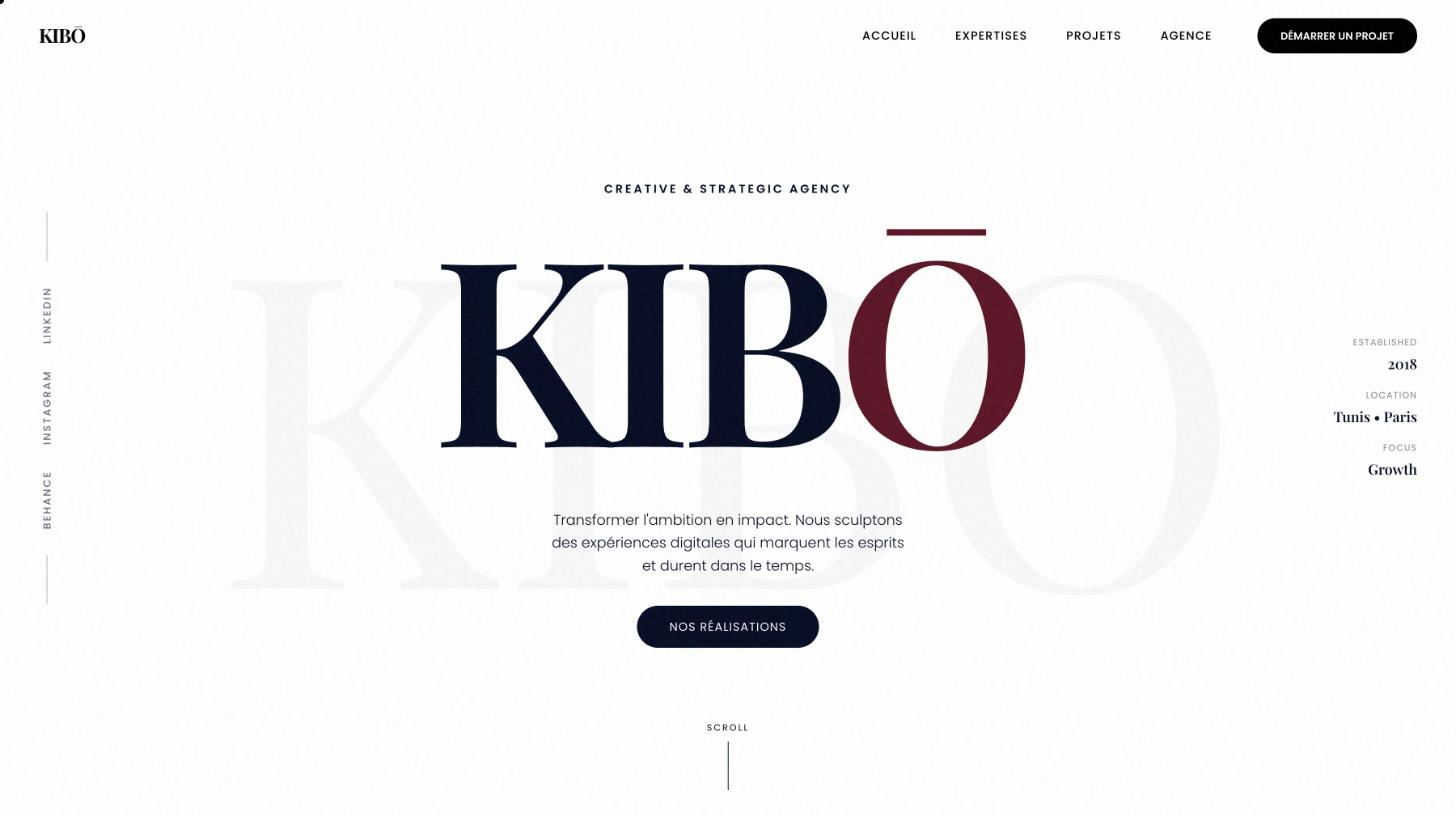 KIBŌ
ACCUEIL
EXPERTISES
PROJETS
AGENCE
DÉMARRER UN PROJET
CREATIVE & STRATEGIC AGENCY
KIBŌ
KIBO
LINKEDIN
INSTAGRAM
BEHANCE
ESTABLISHED
2018
LOCATION
Tunis • Paris
FOCUS
Growth
Transformer l'ambition en impact. Nous sculptons
des expériences digitales qui marquent les esprits
et durent dans le temps.
NOS RÉALISATIONS
SCROLL